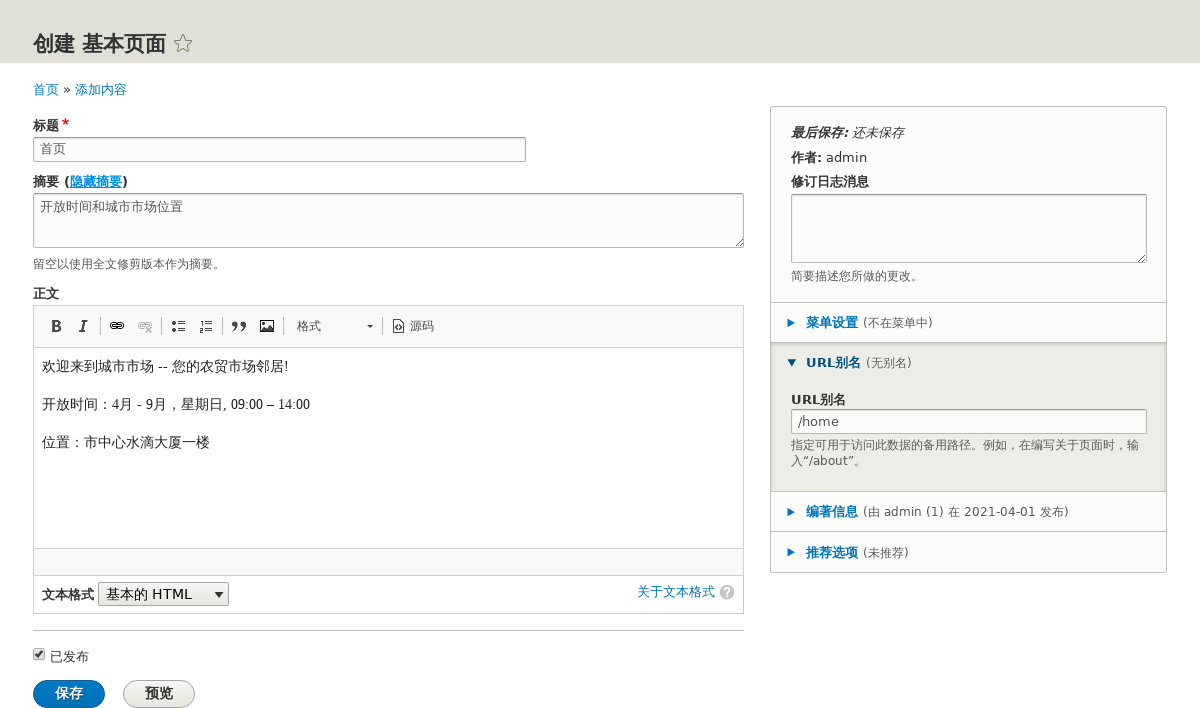 创建 基本页面
首页 » 添加内容
标题*
首页
摘要 (隐藏摘要)
开放时间和城市市场位置
留空以使用全文修剪版本作为摘要。
正文
B I 格式 源码
欢迎来到城市市场 -- 您的农贸市场邻居!
开放时间：4月 - 9月，星期日, 09:00 – 14:00
位置：市中心水滴大厦一楼
文本格式 基本的 HTML 关于文本格式 ?
已发布
保存 预览
最后保存: 还未保存
作者: admin
修订日志消息
简要描述您所做的更改。
菜单设置 (不在菜单中)
URL别名 (无别名)
URL别名
/home
指定可用于访问此数据的备用路径。例如，在编写关于页面时，输
入“/about”。
编著信息 (由 admin (1) 在 2021-04-01 发布)
推荐选项 (未推荐)